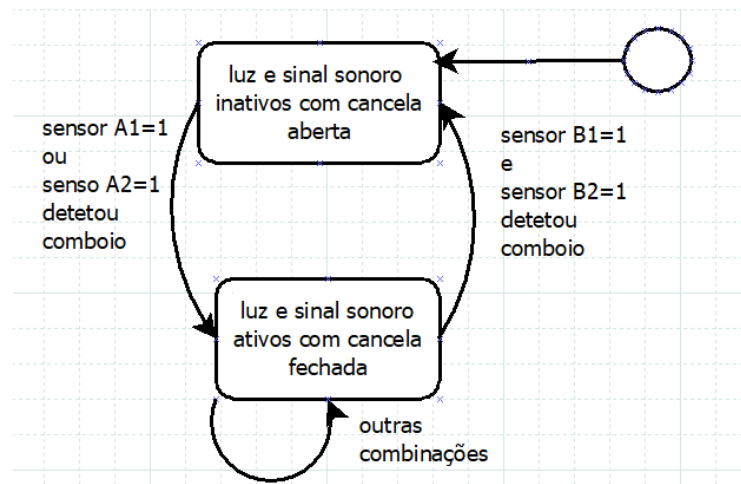 luz e sinal sonoro
inativos com cancela
aberta
sensor A1=1
ou
senso A2=1
detetou
comboio
sensor B1=1
e
sensor B2=1
detetou
comboio
luz e sinal sonoro
ativos com cancela
fechada
outras
combinações